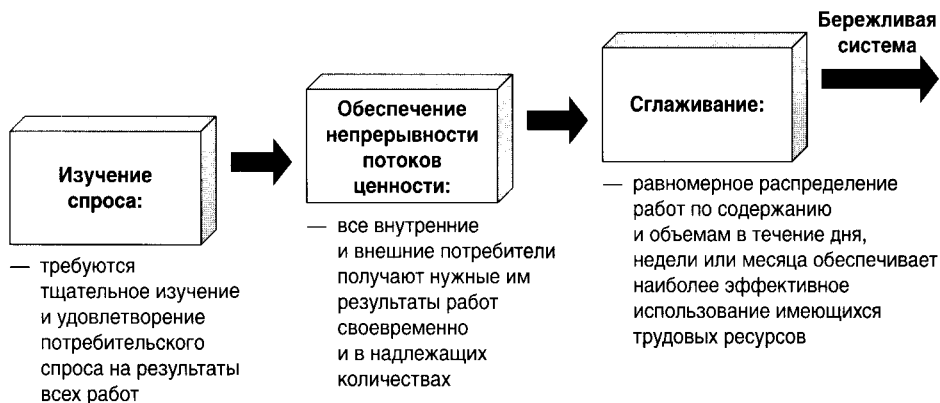 Изучение
спроса:
— требуются
тщательное изучение
и удовлетворение
потребительского
спроса на результаты
всех работ
Обеспечение
непрерывности
потоков
ценности:
— все внутренние
и внешние потребители
получают нужные им
результаты работ
своевременно
и в надлежащих
количествах
Сглаживание:
— равномерное распределение
работ по содержанию
и объемам в течение дня,
недели или месяца обеспечивает
наиболее эффективное
использование имеющихся
трудовых ресурсов
Бережливая
система